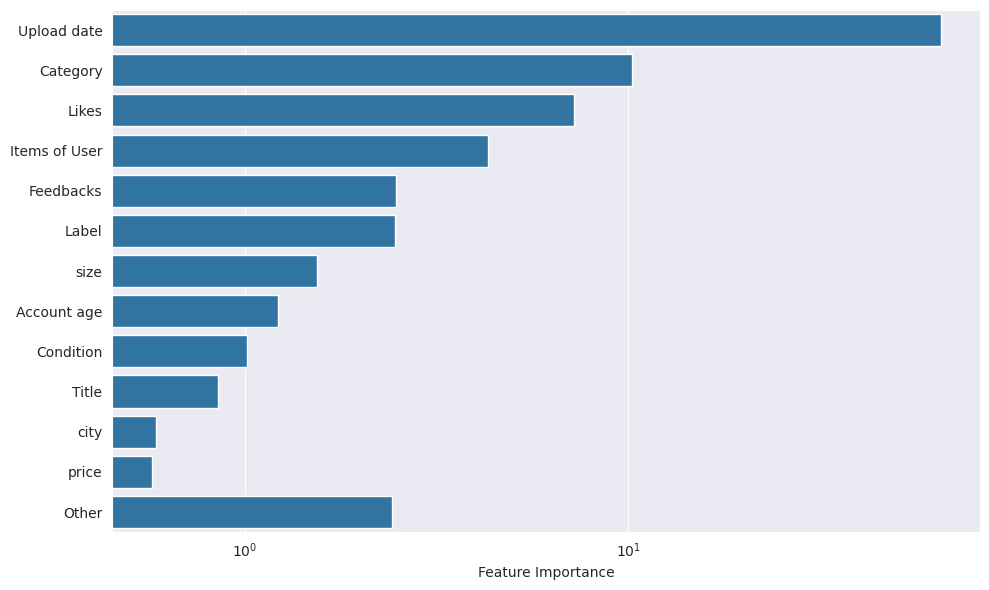 Upload date
Category
Likes
Items of User
Feedbacks
Label
size
Account age
Condition
Title
city
price
Other
10⁰ 10¹
Feature Importance